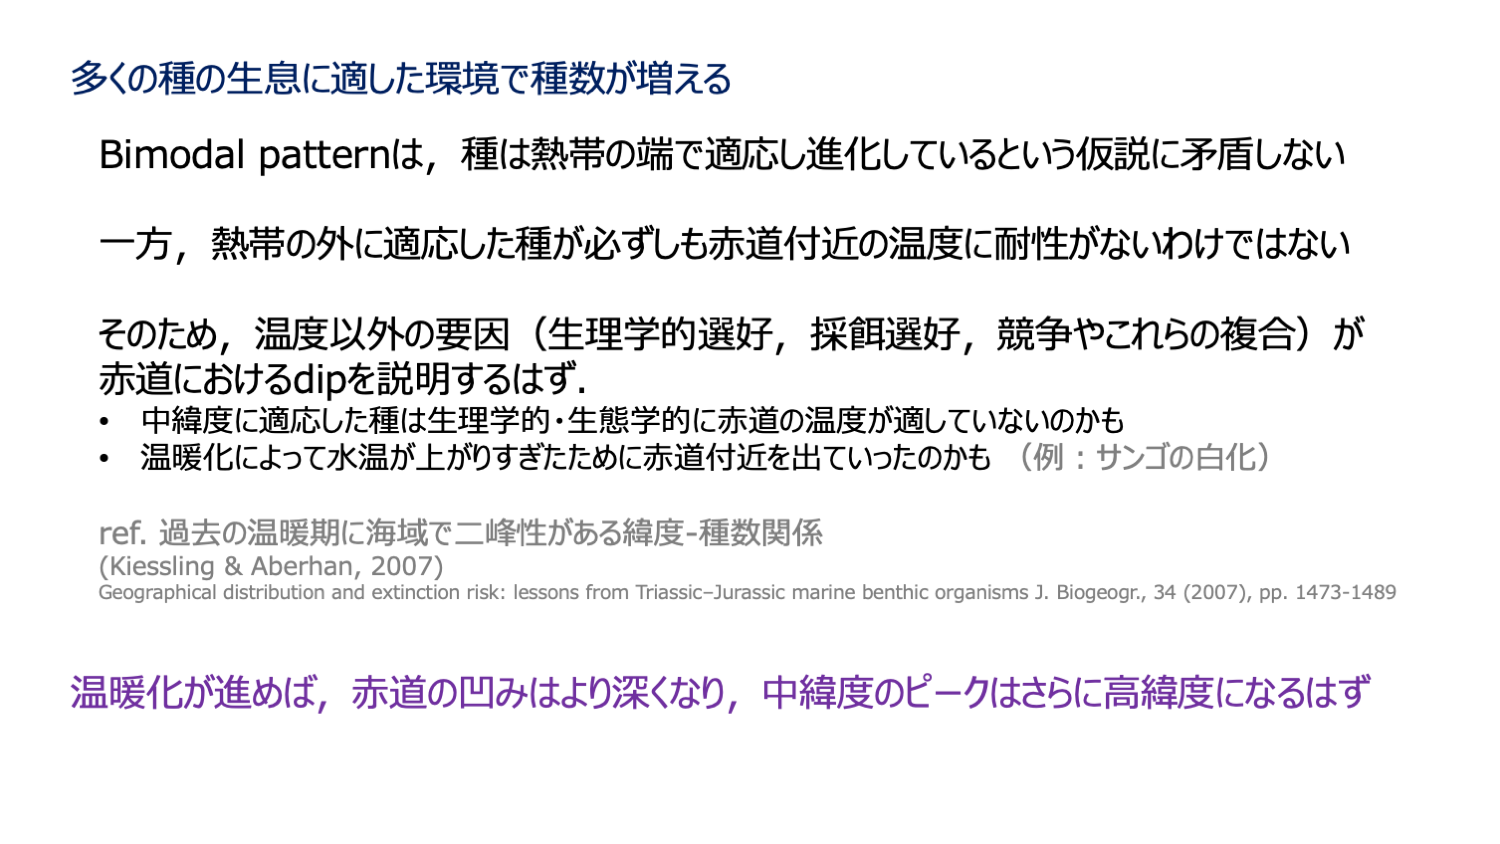 多くの種の生息に適した環境で種数が増える
Bimodal patternは，種は熱帯の端で適応し進化しているという仮説に矛盾しない
一方，熱帯の外に適応した種が必ずしも赤道付近の温度に耐性がないわけではない
そのため，温度以外の要因（生理学的選好，採餌選好，競争やこれらの複合）が
赤道におけるdipを説明するはず．
• 中緯度に適応した種は生理学的・生態学的に赤道の温度が適していないのかも
• 温暖化によって水温が上がりすぎたために赤道付近を出ていったのかも （例：サンゴの白化）
ref. 過去の温暖期に海域で二峰性がある緯度-種数関係
(Kiessling & Aberhan, 2007)
Geographical distribution and extinction risk: lessons from Triassic–Jurassic marine benthic organisms J. Biogeogr., 34 (2007), pp. 1473-1489
温暖化が進めば，赤道の凹みはより深くなり，中緯度のピークはさらに高緯度になるはず